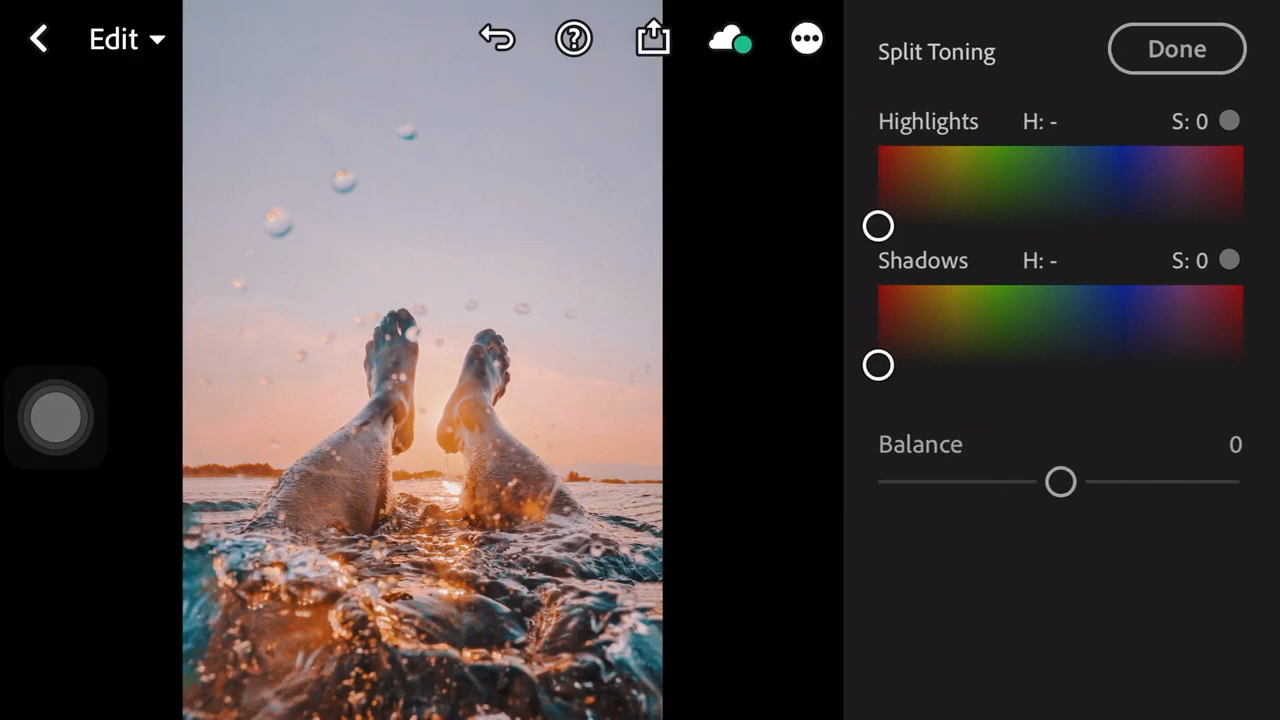 Edit
Split Toning
Done
Highlights H: - S: 0
Shadows H: - S: 0
Balance 0